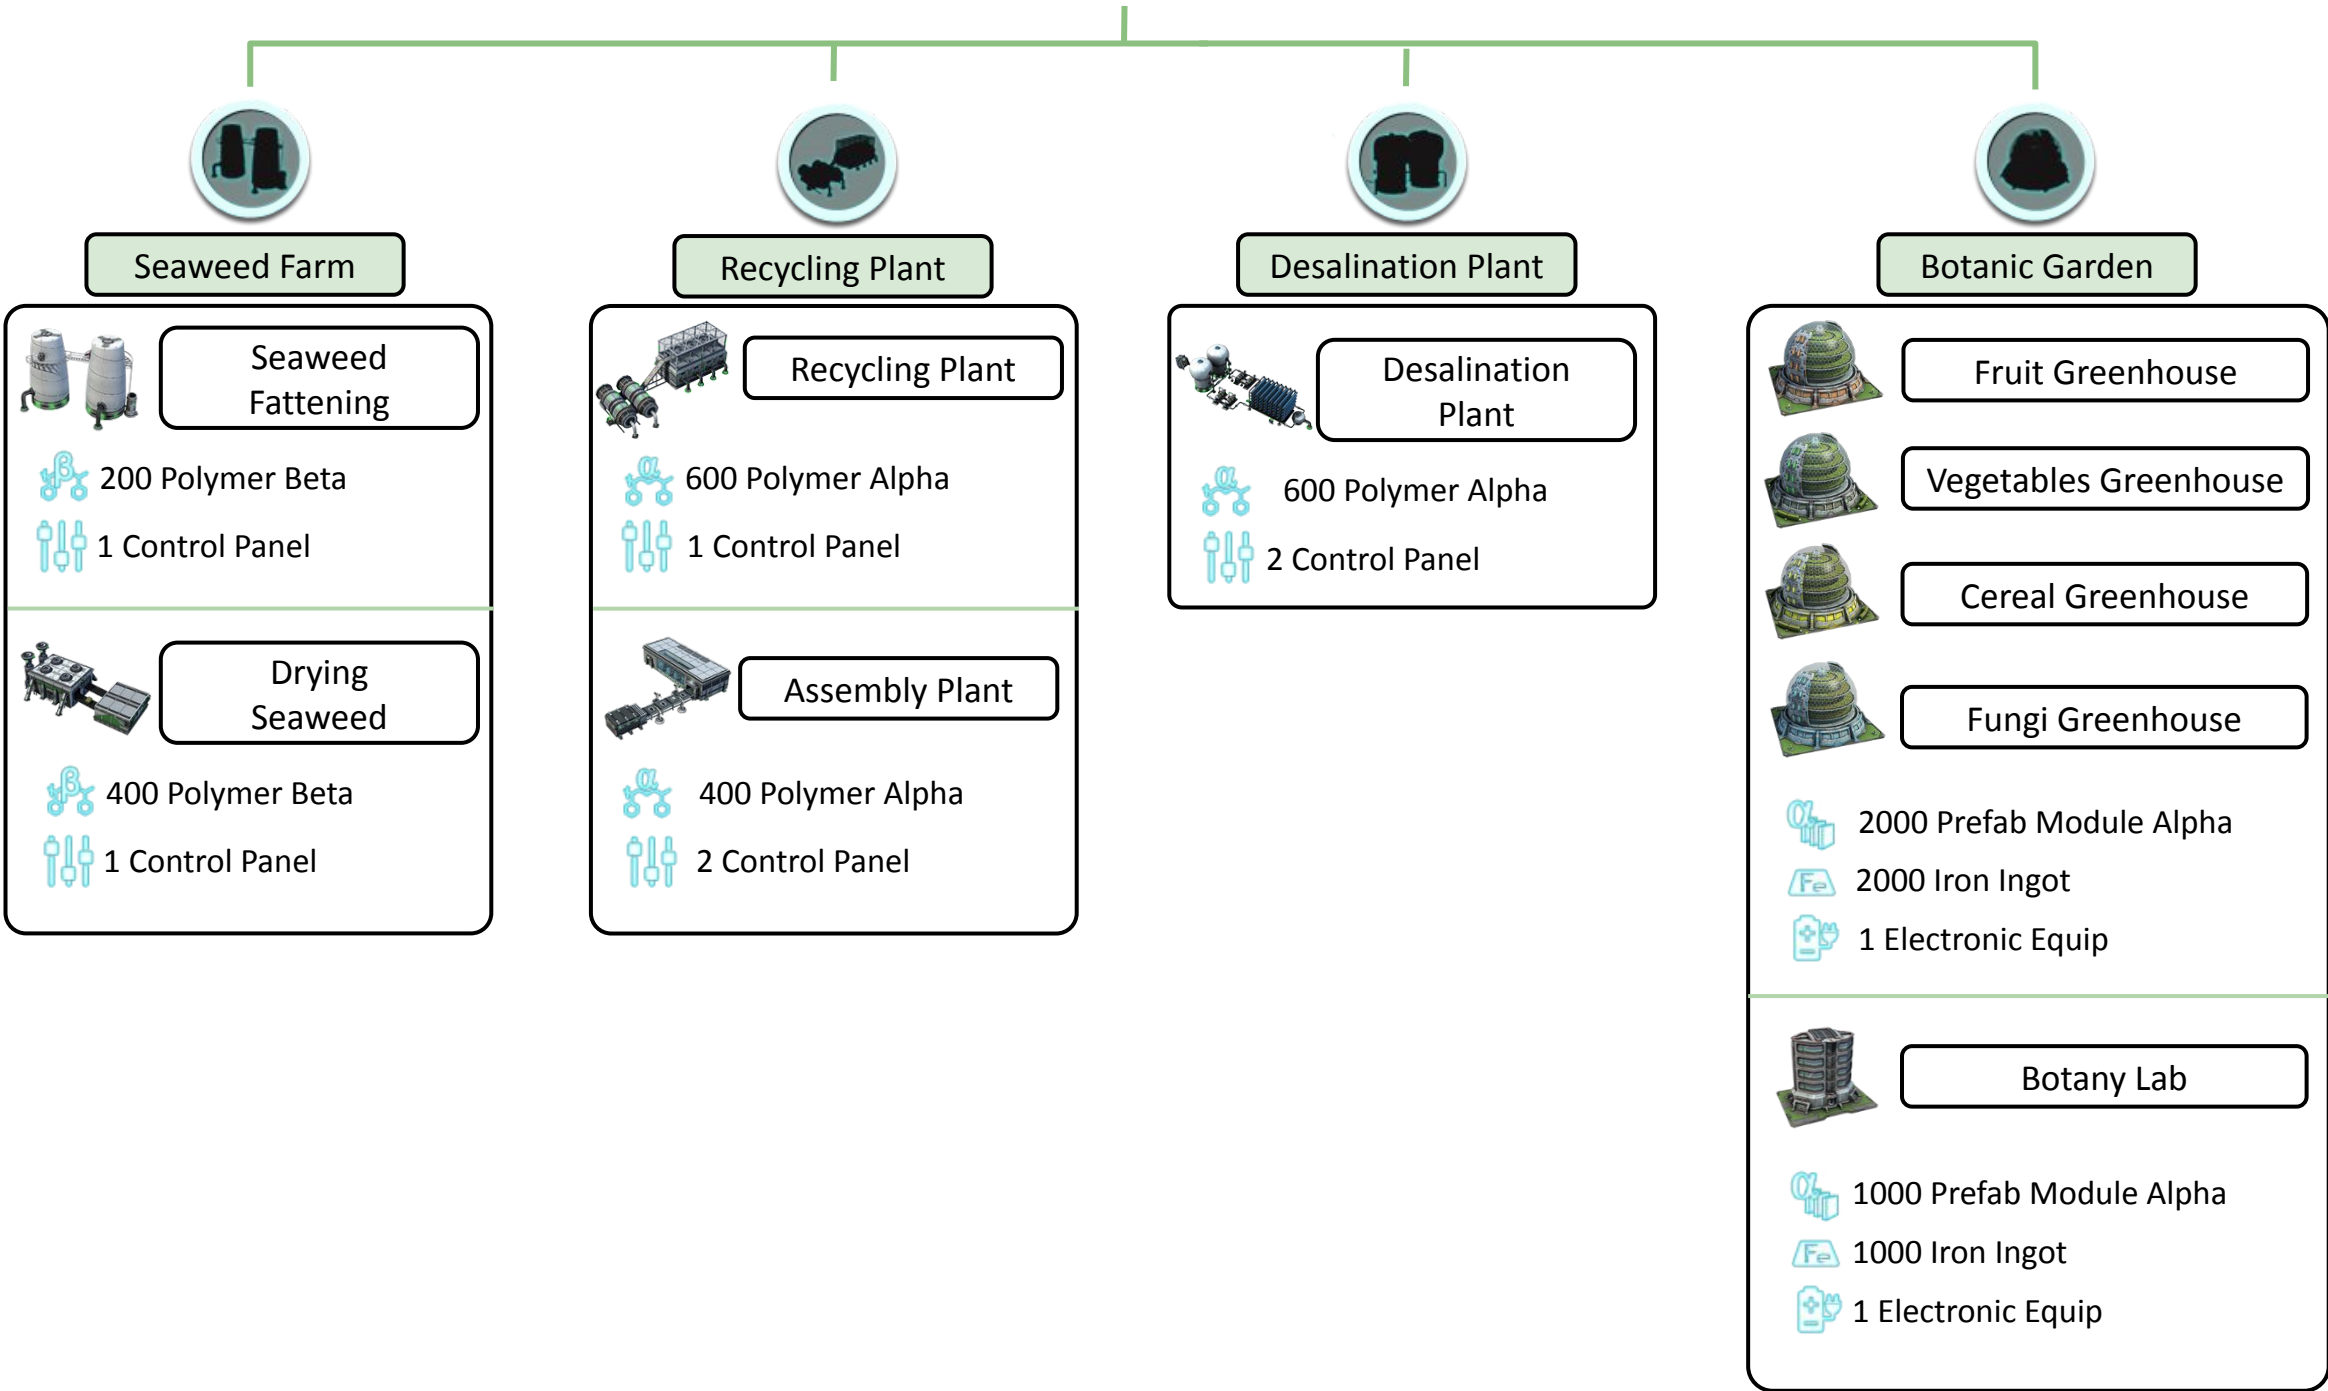 Seaweed Farm
Seaweed
Fattening
β 200 Polymer Beta
1 Control Panel
Drying
Seaweed
β 400 Polymer Beta
1 Control Panel
Recycling Plant
Recycling Plant
α 600 Polymer Alpha
1 Control Panel
Assembly Plant
α 400 Polymer Alpha
2 Control Panel
Desalination Plant
Desalination
Plant
α 600 Polymer Alpha
2 Control Panel
Botanic Garden
Fruit Greenhouse
Vegetables Greenhouse
Cereal Greenhouse
Fungi Greenhouse
α 2000 Prefab Module Alpha
Fe 2000 Iron Ingot
1 Electronic Equip
Botany Lab
α 1000 Prefab Module Alpha
Fe 1000 Iron Ingot
1 Electronic Equip